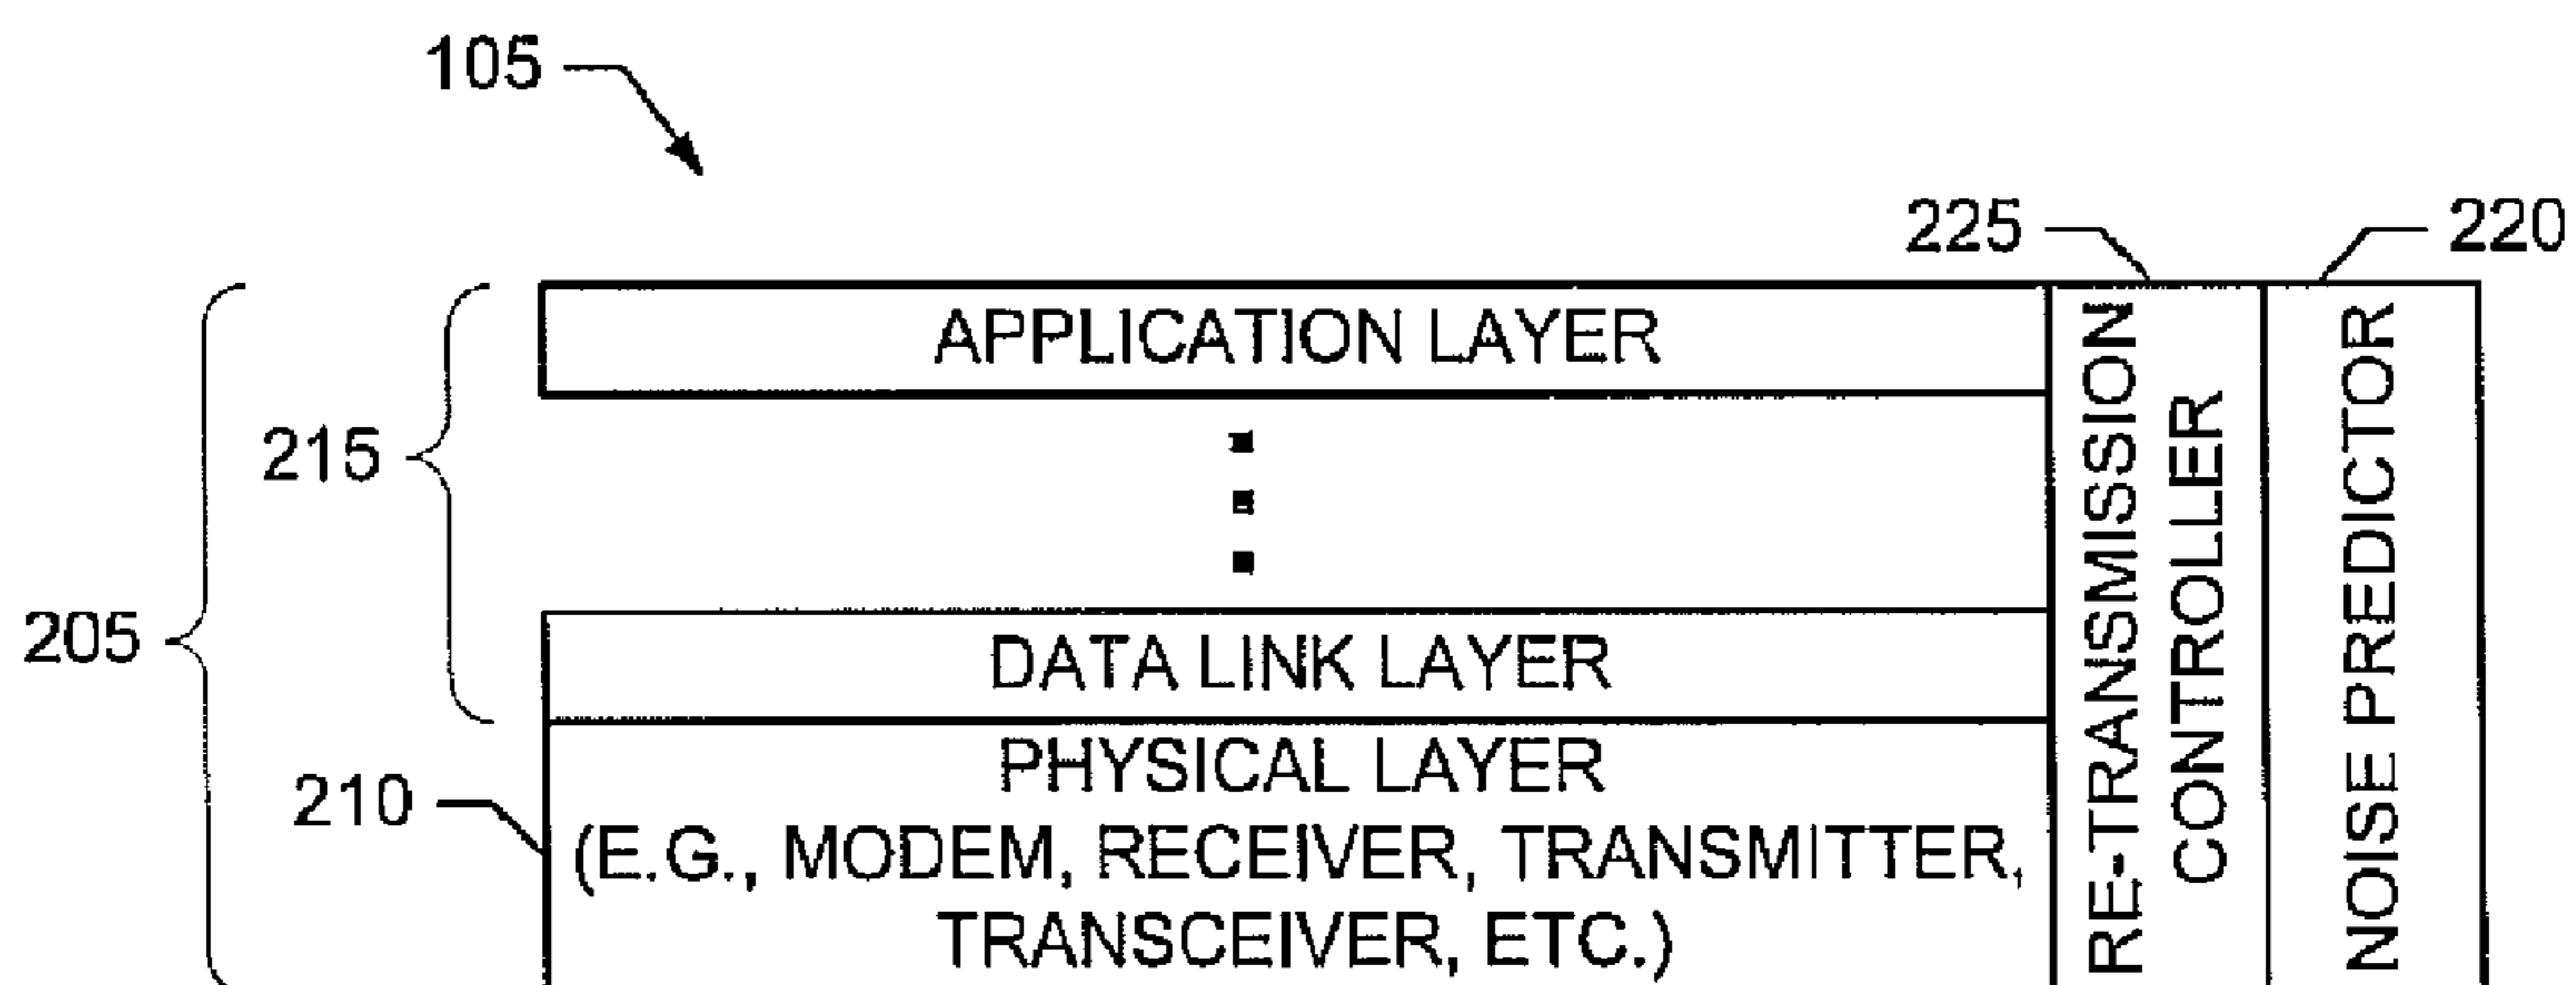 105
225
220
APPLICATION LAYER
215
DATA LINK LAYER
205
PHYSICAL LAYER
210
(E.G., MODEM, RECEIVER, TRANSMITTER,
TRANSCEIVER, ETC.)
RE-TRANSMISSION
CONTROLLER
NOISE PREDICTOR